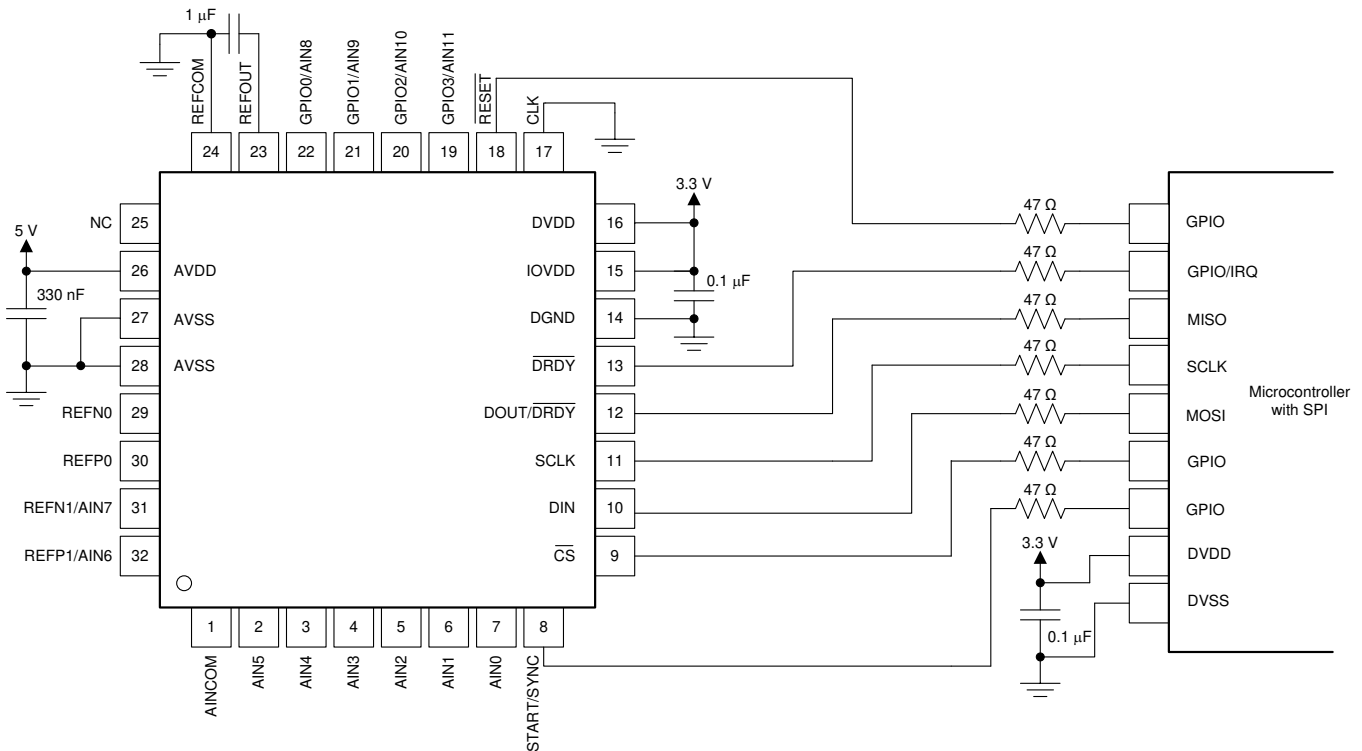 1 μF
REFCOM
REFOUT
GPIO0/AIN8
GPIO1/AIN9
GPIO2/AIN10
GPIO3/AIN11
RESET
CLK
24
23
22
21
20
19
18
17
NC
25
5 V
26
AVDD
330 nF
27
AVSS
28
AVSS
REFN0
29
REFP0
30
REFN1/AIN7
31
REFP1/AIN6
32
DVDD
16
3.3 V
IOVDD
15
0.1 μF
DGND
14
DRDY
13
DOUT/DRDY
12
SCLK
11
DIN
10
CS
9
1
2
3
4
5
6
7
8
AINCOM
AIN5
AIN4
AIN3
AIN2
AIN1
AIN0
START/SYNC
47 Ω
GPIO
47 Ω
GPIO/IRQ
47 Ω
MISO
47 Ω
SCLK
47 Ω
MOSI
47 Ω
GPIO
47 Ω
GPIO
3.3 V
DVDD
DVSS
0.1 μF
Microcontroller
with SPI